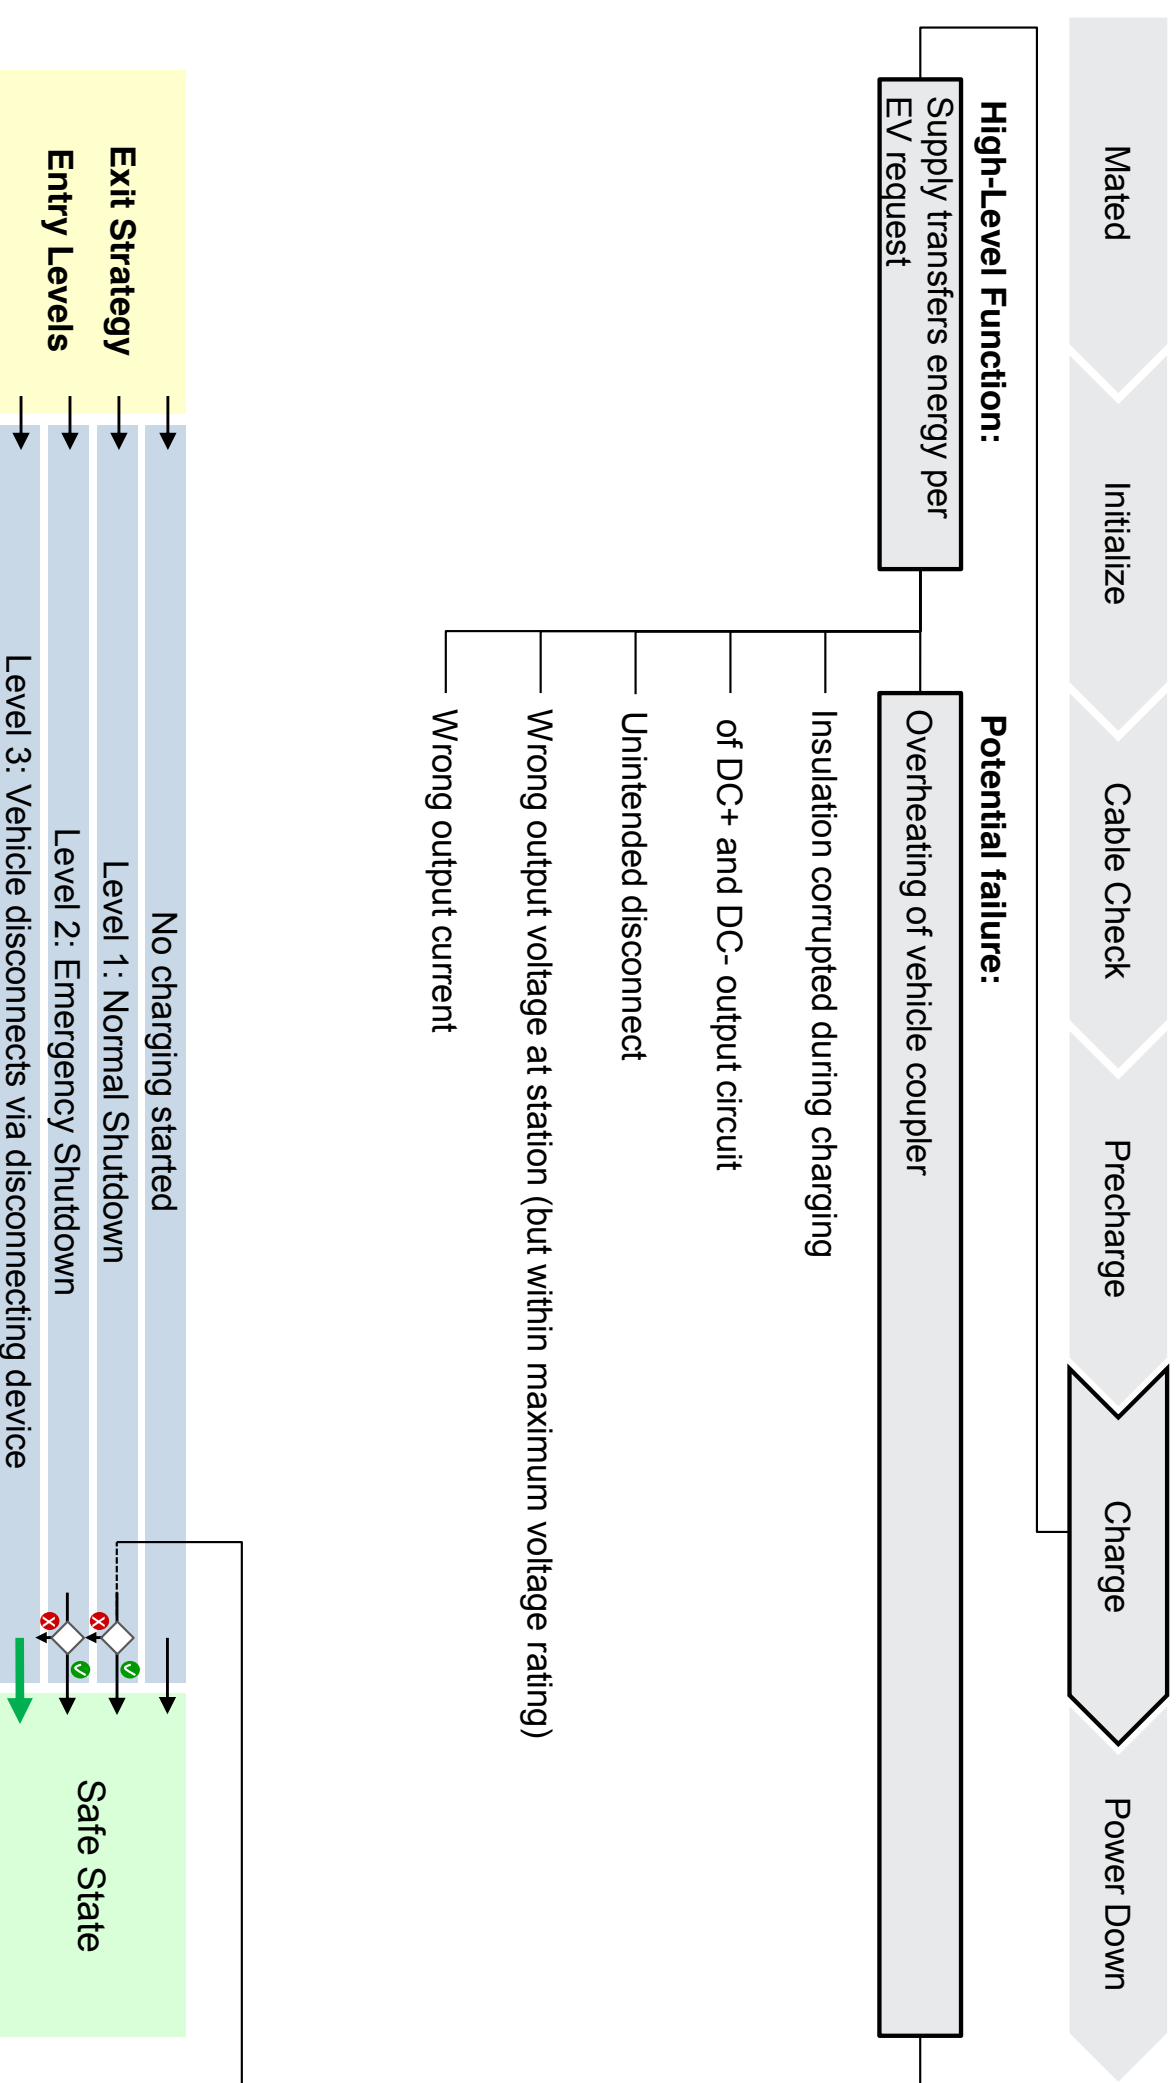 Mated
Initialize
Cable Check
Precharge
Charge
Power Down
High-Level Function:
Potential failure:
Supply transfers energy per
EV request
Overheating of vehicle coupler
Insulation corrupted during charging
of DC+ and DC- output circuit
Unintended disconnect
Wrong output voltage at station (but within maximum voltage rating)
Wrong output current
Exit Strategy
Entry Levels
No charging started
Level 1: Normal Shutdown
Level 2: Emergency Shutdown
Level 3: Vehicle disconnects via disconnecting device
Safe State